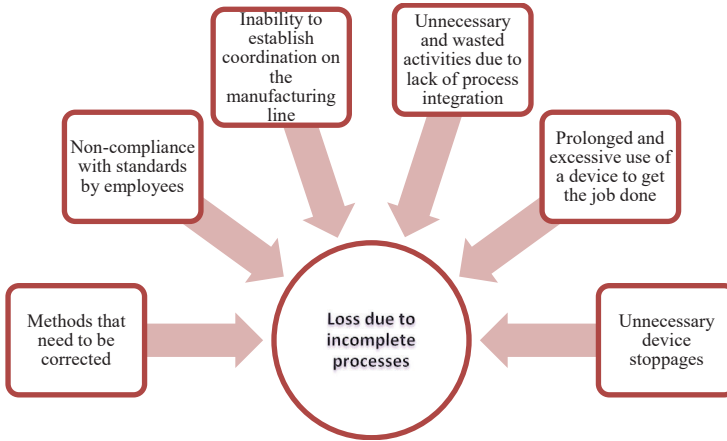 Inability to
establish
coordination on
the
manufacturing
line
Unnecessary
and wasted
activities due to
lack of process
integration
Non-compliance
with standards
by employees
Prolonged and
excessive use of
a device to get
the job done
Methods that
need to be
corrected
Loss due to
incomplete
processes
Unnecessary
device
stoppages